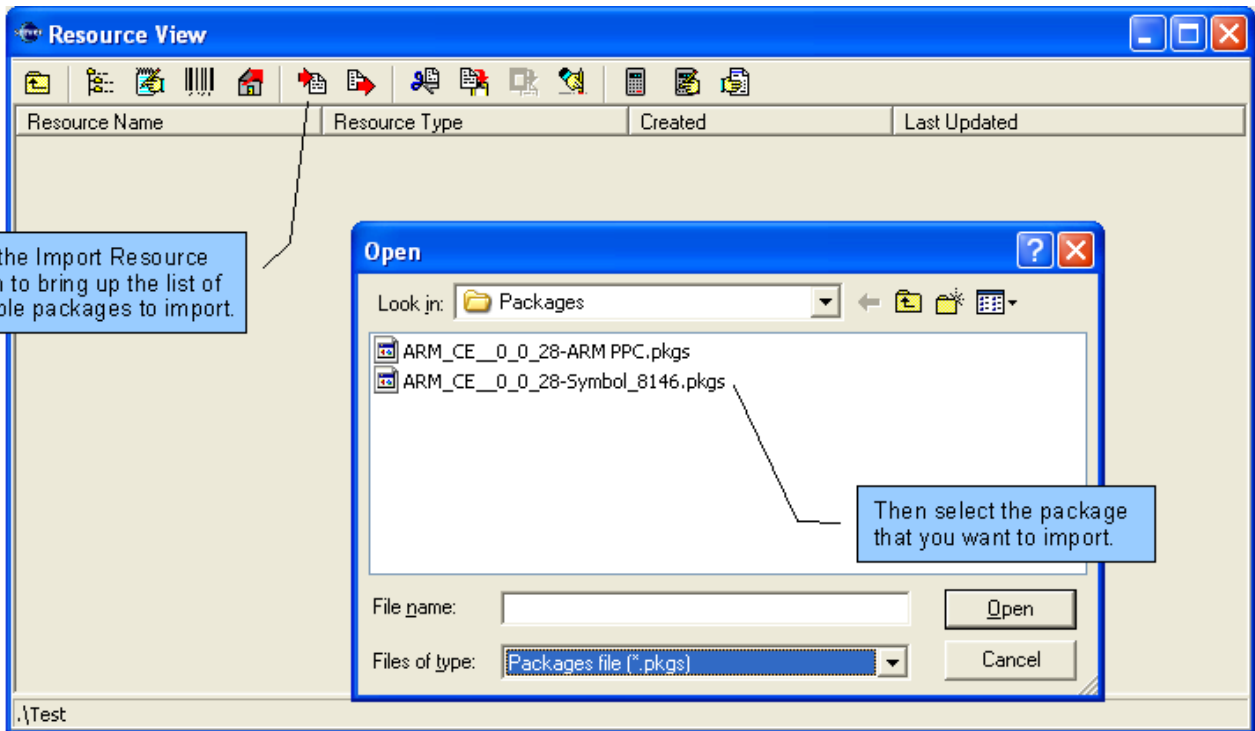 Resource View
Resource Name Resource Type Created Last Updated
the Import Resource
to bring up the list of
packages to import.
Open
Look in: Packages
ARM_CE__0_0_28-ARM PPC.pkgs
ARM_CE__0_0_28-Symbol_8146.pkgs
Then select the package
that you want to import.
File name: Open
Files of type: Packages file (*.pkgs) Cancel
.\Test